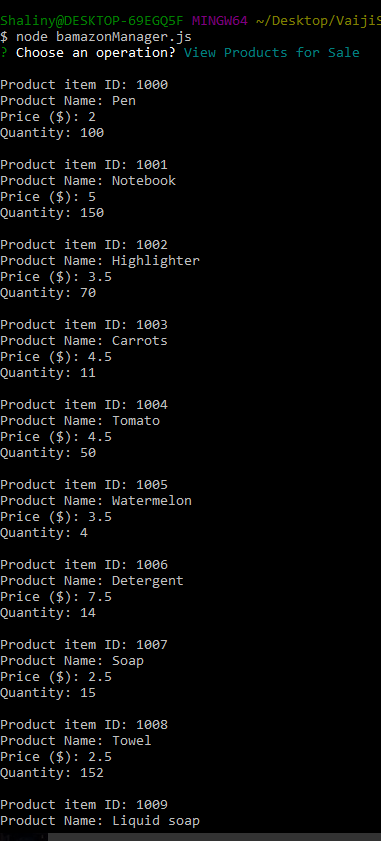 Shaliny@DESKTOP-69EGQ5F MINGW64 ~/Desktop/VaijiS
$ node bamazonManager.js
? Choose an operation? View Products for Sale
Product item ID: 1000
Product Name: Pen
Price ($): 2
Quantity: 100
Product item ID: 1001
Product Name: Notebook
Price ($): 5
Quantity: 150
Product item ID: 1002
Product Name: Highlighter
Price ($): 3.5
Quantity: 70
Product item ID: 1003
Product Name: Carrots
Price ($): 4.5
Quantity: 11
Product item ID: 1004
Product Name: Tomato
Price ($): 4.5
Quantity: 50
Product item ID: 1005
Product Name: Watermelon
Price ($): 3.5
Quantity: 4
Product item ID: 1006
Product Name: Detergent
Price ($): 7.5
Quantity: 14
Product item ID: 1007
Product Name: Soap
Price ($): 2.5
Quantity: 15
Product item ID: 1008
Product Name: Towel
Price ($): 2.5
Quantity: 152
Product item ID: 1009
Product Name: Liquid soap